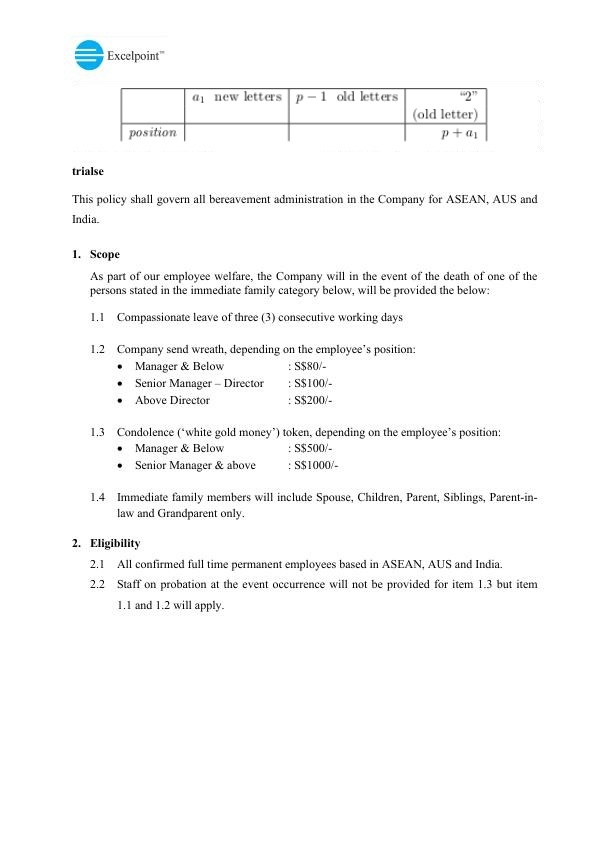 Excelpoint™
a₁ new letters p − 1 old letters “2”
(old letter)
position p + a₁
trialse
This policy shall govern all bereavement administration in the Company for ASEAN, AUS and
India.
1. Scope
As part of our employee welfare, the Company will in the event of the death of one of the
persons stated in the immediate family category below, will be provided the below:
1.1 Compassionate leave of three (3) consecutive working days
1.2 Company send wreath, depending on the employee’s position:
• Manager & Below : S$80/-
• Senior Manager – Director : S$100/-
• Above Director : S$200/-
1.3 Condolence (‘white gold money’) token, depending on the employee’s position:
• Manager & Below : S$500/-
• Senior Manager & above : S$1000/-
1.4 Immediate family members will include Spouse, Children, Parent, Siblings, Parent-in-
law and Grandparent only.
2. Eligibility
2.1 All confirmed full time permanent employees based in ASEAN, AUS and India.
2.2 Staff on probation at the event occurrence will not be provided for item 1.3 but item
1.1 and 1.2 will apply.